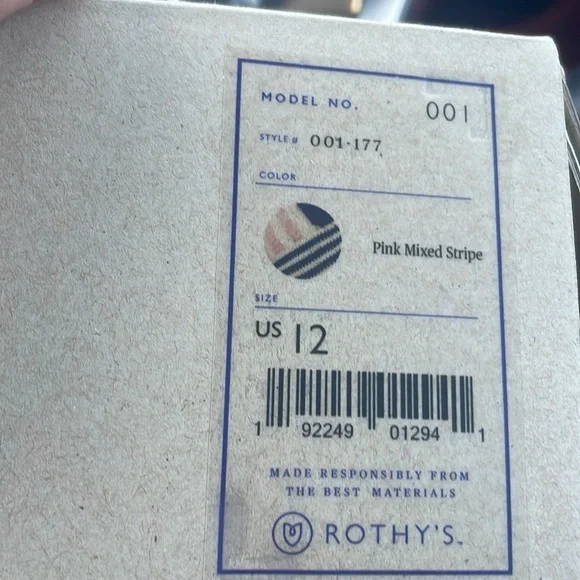 MODEL NO. 001
STYLE # 001-177
COLOR
Pink Mixed Stripe
SIZE
US 12
1 92249 01294 1
MADE RESPONSIBLY FROM
THE BEST MATERIALS
ROTHY'S™